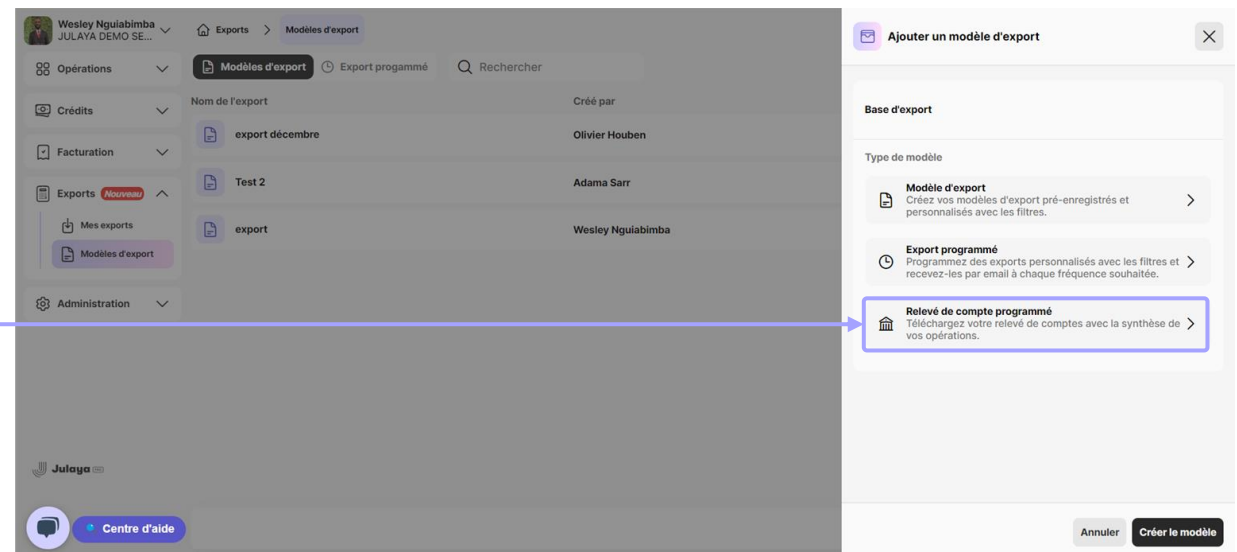 Wesley Nguiabimba
JULAYA DEMO SE...
Exports > Modèles d'export
Opérations
Crédits
Facturation
Exports Nouveau
Mes exports
Modèles d'export
Administration
Julaya
Centre d'aide
Modèles d'export Export progammé Rechercher
Nom de l'export Créé par
export décembre Olivier Houben
Test 2 Adama Sarr
export Wesley Nguiabimba
Ajouter un modèle d'export
Base d'export
Type de modèle
Modèle d'export
Créez vos modèles d'export pré-enregistrés et
personnalisés avec les filtres.
Export programmé
Programmez des exports personnalisés avec les filtres et
recevez-les par email à chaque fréquence souhaitée.
Relevé de compte programmé
Téléchargez votre relevé de comptes avec la synthèse de
vos opérations.
Annuler Créer le modèle